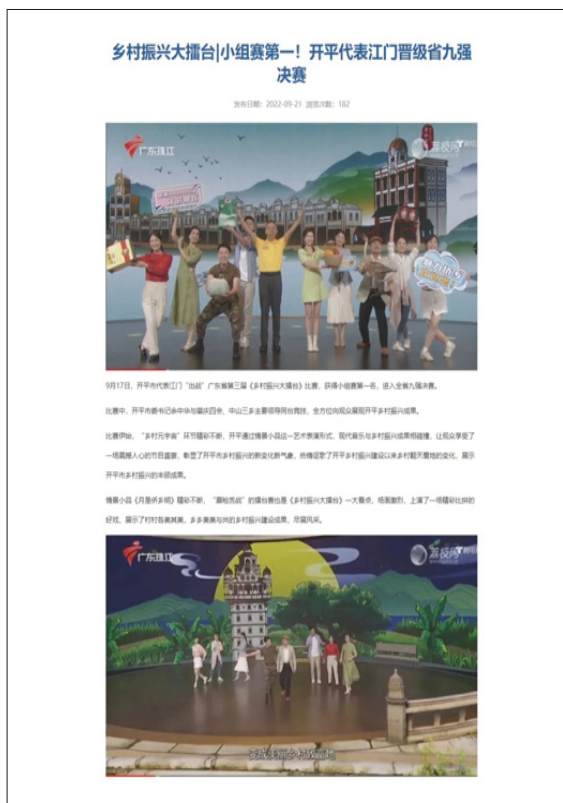 乡村振兴大擂台|小组赛第一！开平代表江门晋级省九强
决赛
发布日期：2022-09-21 浏览次数：182
广东珠江
荔枝网
9月17日，开平市代表江门“出战”广东省第三届《乡村振兴大擂台》比赛，获得小组赛第一名，进入全省九强决赛。
比赛中，开平市委书记余中华与肇庆四会，中山三乡主要领导同台竞技，全方位向观众展现开平乡村振兴成果。
比赛伊始，“乡村元宇宙”环节精彩不断，开平通过情景小品这一艺术表演形式，现代音乐与乡村振兴成果相碰撞，让观众享受了
一场震撼人心的节目盛宴，彰显了开平市乡村振兴的新变化新气象，热情讴歌了开平乡村振兴建设以来乡村翻天覆地的变化，展示
开平市乡村振兴的丰硕成果。
情景小品《月是侨乡明》精彩不断，“唇枪舌战”的擂台赛也是《乡村振兴大擂台》一大看点，场面激烈，上演了一场精彩比拼的
好戏，展示了村村各美其美，乡乡美美与共的乡村振兴建设成果，尽展风采。
广东珠江
荔枝网